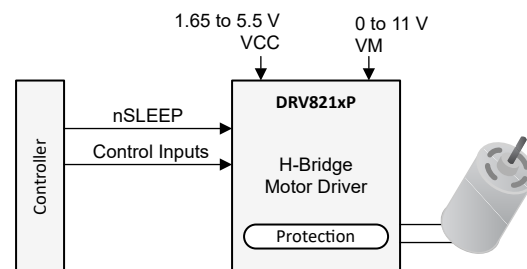 1.65 to 5.5 V
VCC
0 to 11 V
VM
DRV821xP
Controller
nSLEEP
Control Inputs
H-Bridge
Motor Driver
Protection